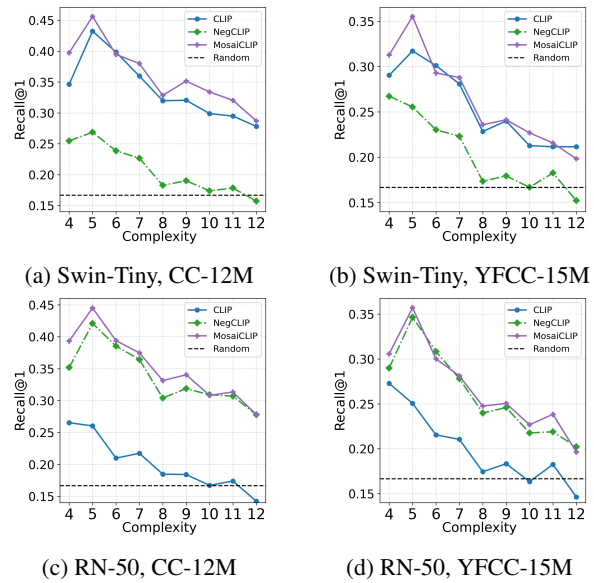 0.45
0.40
0.35
0.30
0.25
0.20
0.15
Recall@1
4 5 6 7 8 9 10 11 12
Complexity
CLIP
NegCLIP
MosaiCLIP
Random
(a) Swin-Tiny, CC-12M
0.35
0.30
0.25
0.20
0.15
Recall@1
4 5 6 7 8 9 10 11 12
Complexity
CLIP
NegCLIP
MosaiCLIP
Random
(b) Swin-Tiny, YFCC-15M
0.45
0.40
0.35
0.30
0.25
0.20
0.15
Recall@1
4 5 6 7 8 9 10 11 12
Complexity
CLIP
NegCLIP
MosaiCLIP
Random
(c) RN-50, CC-12M
0.35
0.30
0.25
0.20
0.15
Recall@1
4 5 6 7 8 9 10 11 12
Complexity
CLIP
NegCLIP
MosaiCLIP
Random
(d) RN-50, YFCC-15M